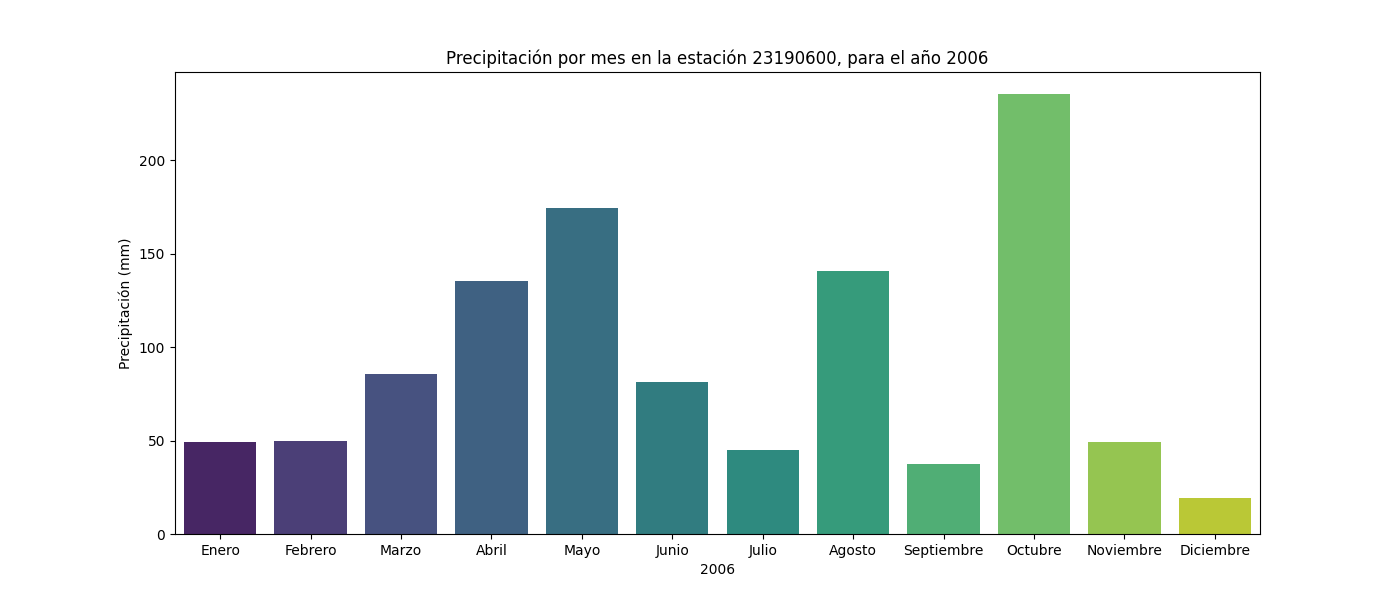 Precipitación por mes en la estación 23190600, para el año 2006
Precipitación (mm)
200
150
100
50
0
Enero Febrero Marzo Abril Mayo Junio Julio Agosto Septiembre Octubre Noviembre Diciembre
2006